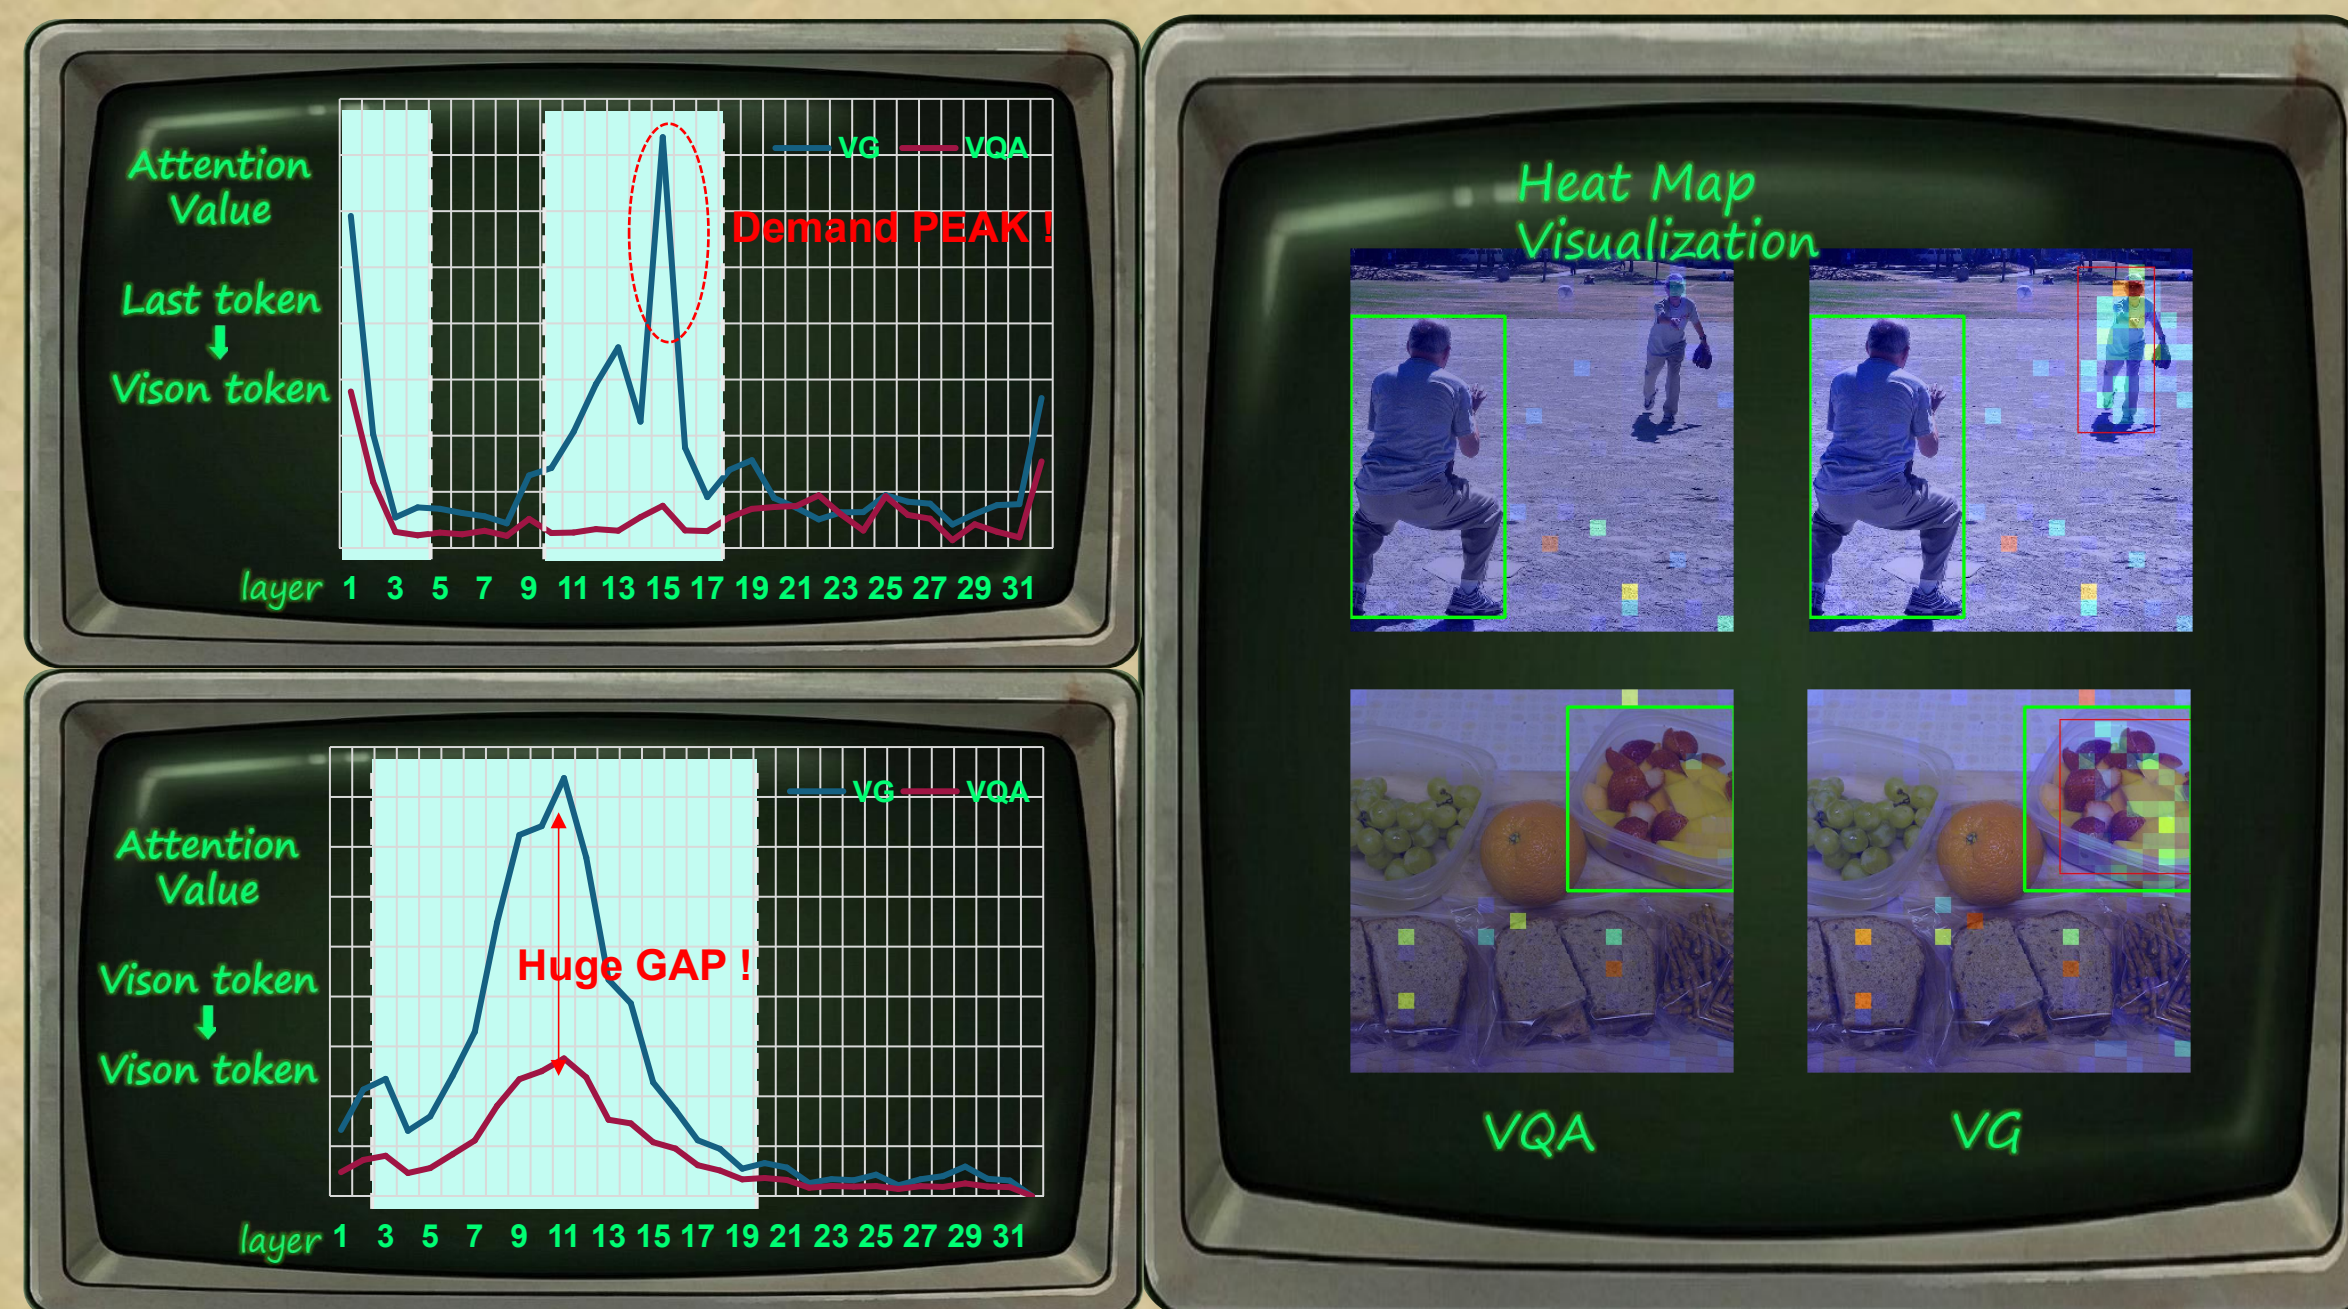 Attention
Value
Last token
Vison token
VG
VQA
Demand PEAK !
layer 1 3 5 7 9 11 13 15 17 19 21 23 25 27 29 31
Attention
Value
Vison token
Vison token
VG
VQA
Huge GAP !
layer 1 3 5 7 9 11 13 15 17 19 21 23 25 27 29 31
Heat Map
Visualization
VQA
VG